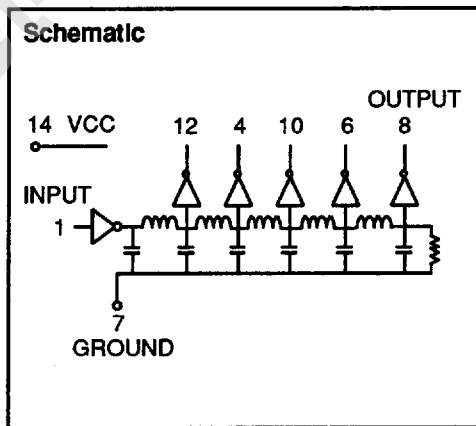 Schematic
OUTPUT
14 VCC 12 4 10 6 8
INPUT
1
7
GROUND